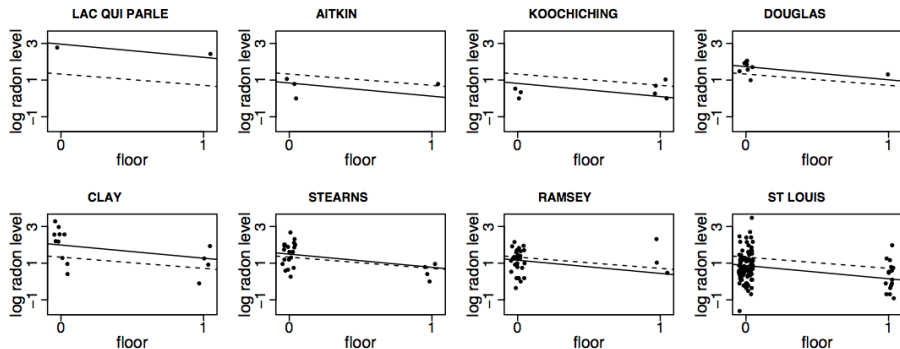 LAC QUI PARLE
AITKIN
KOOCHICHING
DOUGLAS
log radon level
3
1
−1
0
1
floor
log radon level
3
1
−1
0
1
floor
log radon level
3
1
−1
0
1
floor
log radon level
3
1
−1
0
1
floor
CLAY
STEARNS
RAMSEY
ST LOUIS
log radon level
3
1
−1
0
1
floor
log radon level
3
1
−1
0
1
floor
log radon level
3
1
−1
0
1
floor
log radon level
3
1
−1
0
1
floor